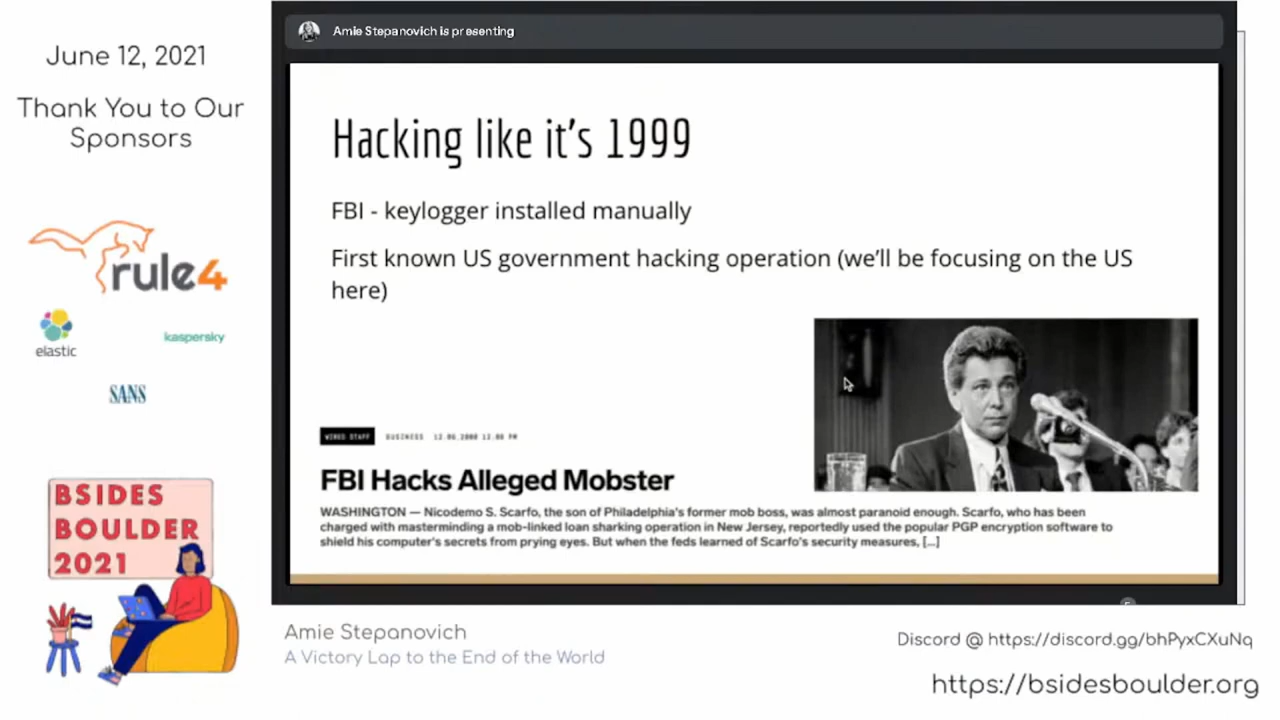 June 12, 2021
Thank You to Our
Sponsors
rule4
elastic
kaspersky
SANS
BSIDES
BOULDER
2021
Amie Stepanovich is presenting
Hacking like it's 1999
FBI - keylogger installed manually
First known US government hacking operation (we'll be focusing on the US
here)
WIRED STAFF BUSINESS 12.06.2000 12:00 PM
FBI Hacks Alleged Mobster
WASHINGTON — Nicodemo S. Scarfo, the son of Philadelphia's former mob boss, was almost paranoid enough. Scarfo, who has been
charged with masterminding a mob-linked loan sharking operation in New Jersey, reportedly used the popular PGP encryption software to
shield his computer's secrets from prying eyes. But when the feds learned of Scarfo's security measures, [...]
Amie Stepanovich
A Victory Lap to the End of the World
Discord @ https://discord.gg/bhPyxCXuNq
https://bsidesboulder.org